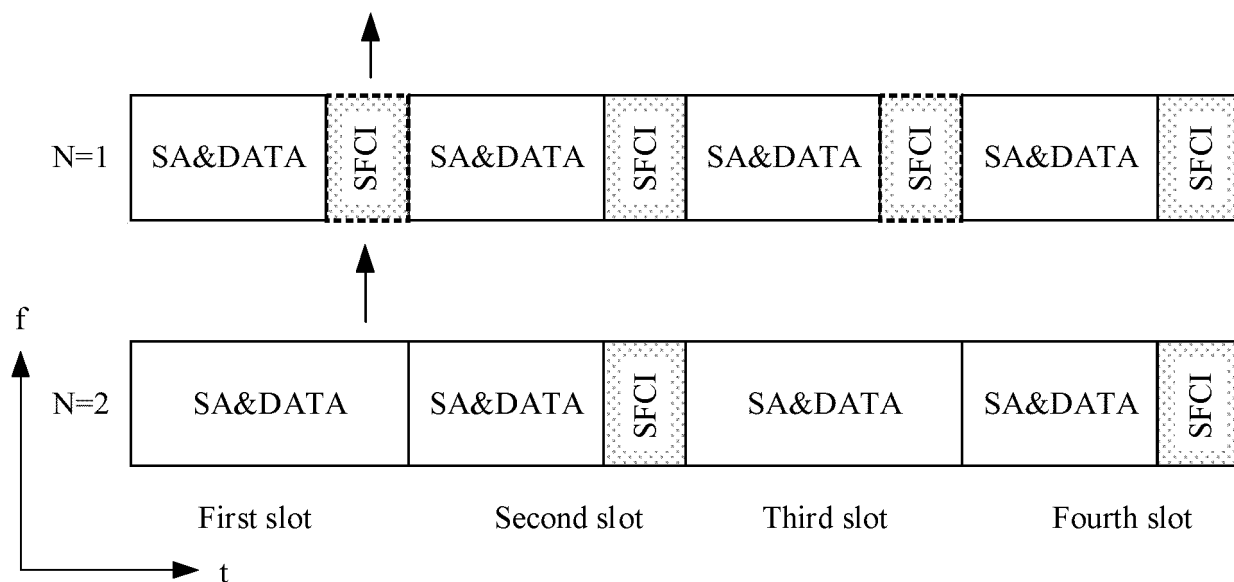 N=1 SA&DATA SFCI SA&DATA SFCI SA&DATA SFCI SA&DATA SFCI
f
N=2 SA&DATA SA&DATA SFCI SA&DATA SA&DATA SFCI
First slot Second slot Third slot Fourth slot
t